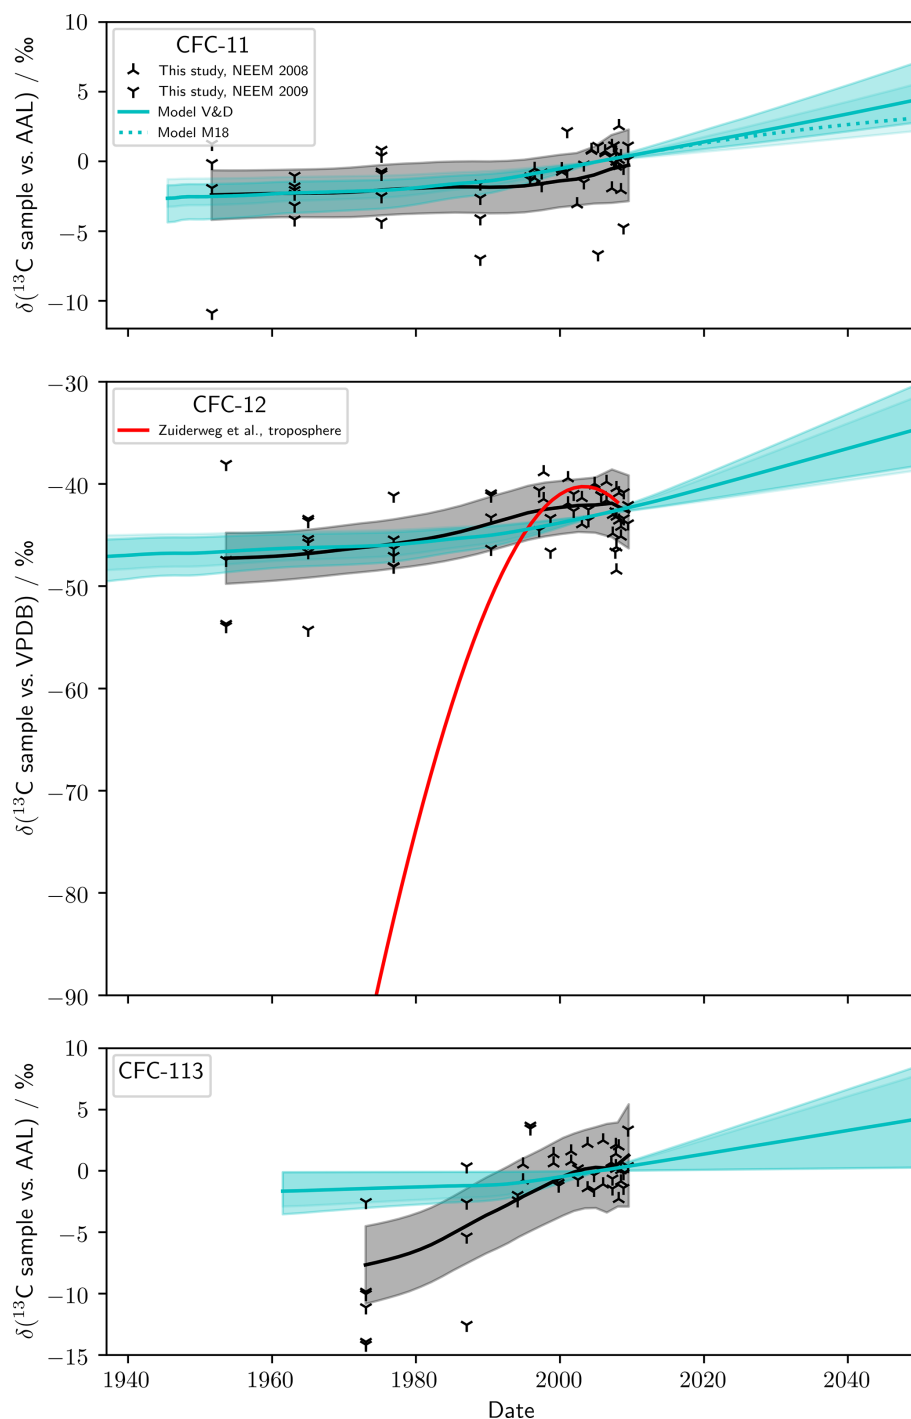 δ(¹³C sample vs. AAL) / ‰
10
5
0
−5
−10
CFC-11
This study, NEEM 2008
This study, NEEM 2009
Model V&D
Model M18
δ(¹³C sample vs. VPDB) / ‰
−30
−40
−50
−60
−70
−80
−90
CFC-12
Zuiderweg et al., troposphere
δ(¹³C sample vs. AAL) / ‰
10
5
0
−5
−10
−15
CFC-113
1940 1960 1980 2000 2020 2040
Date